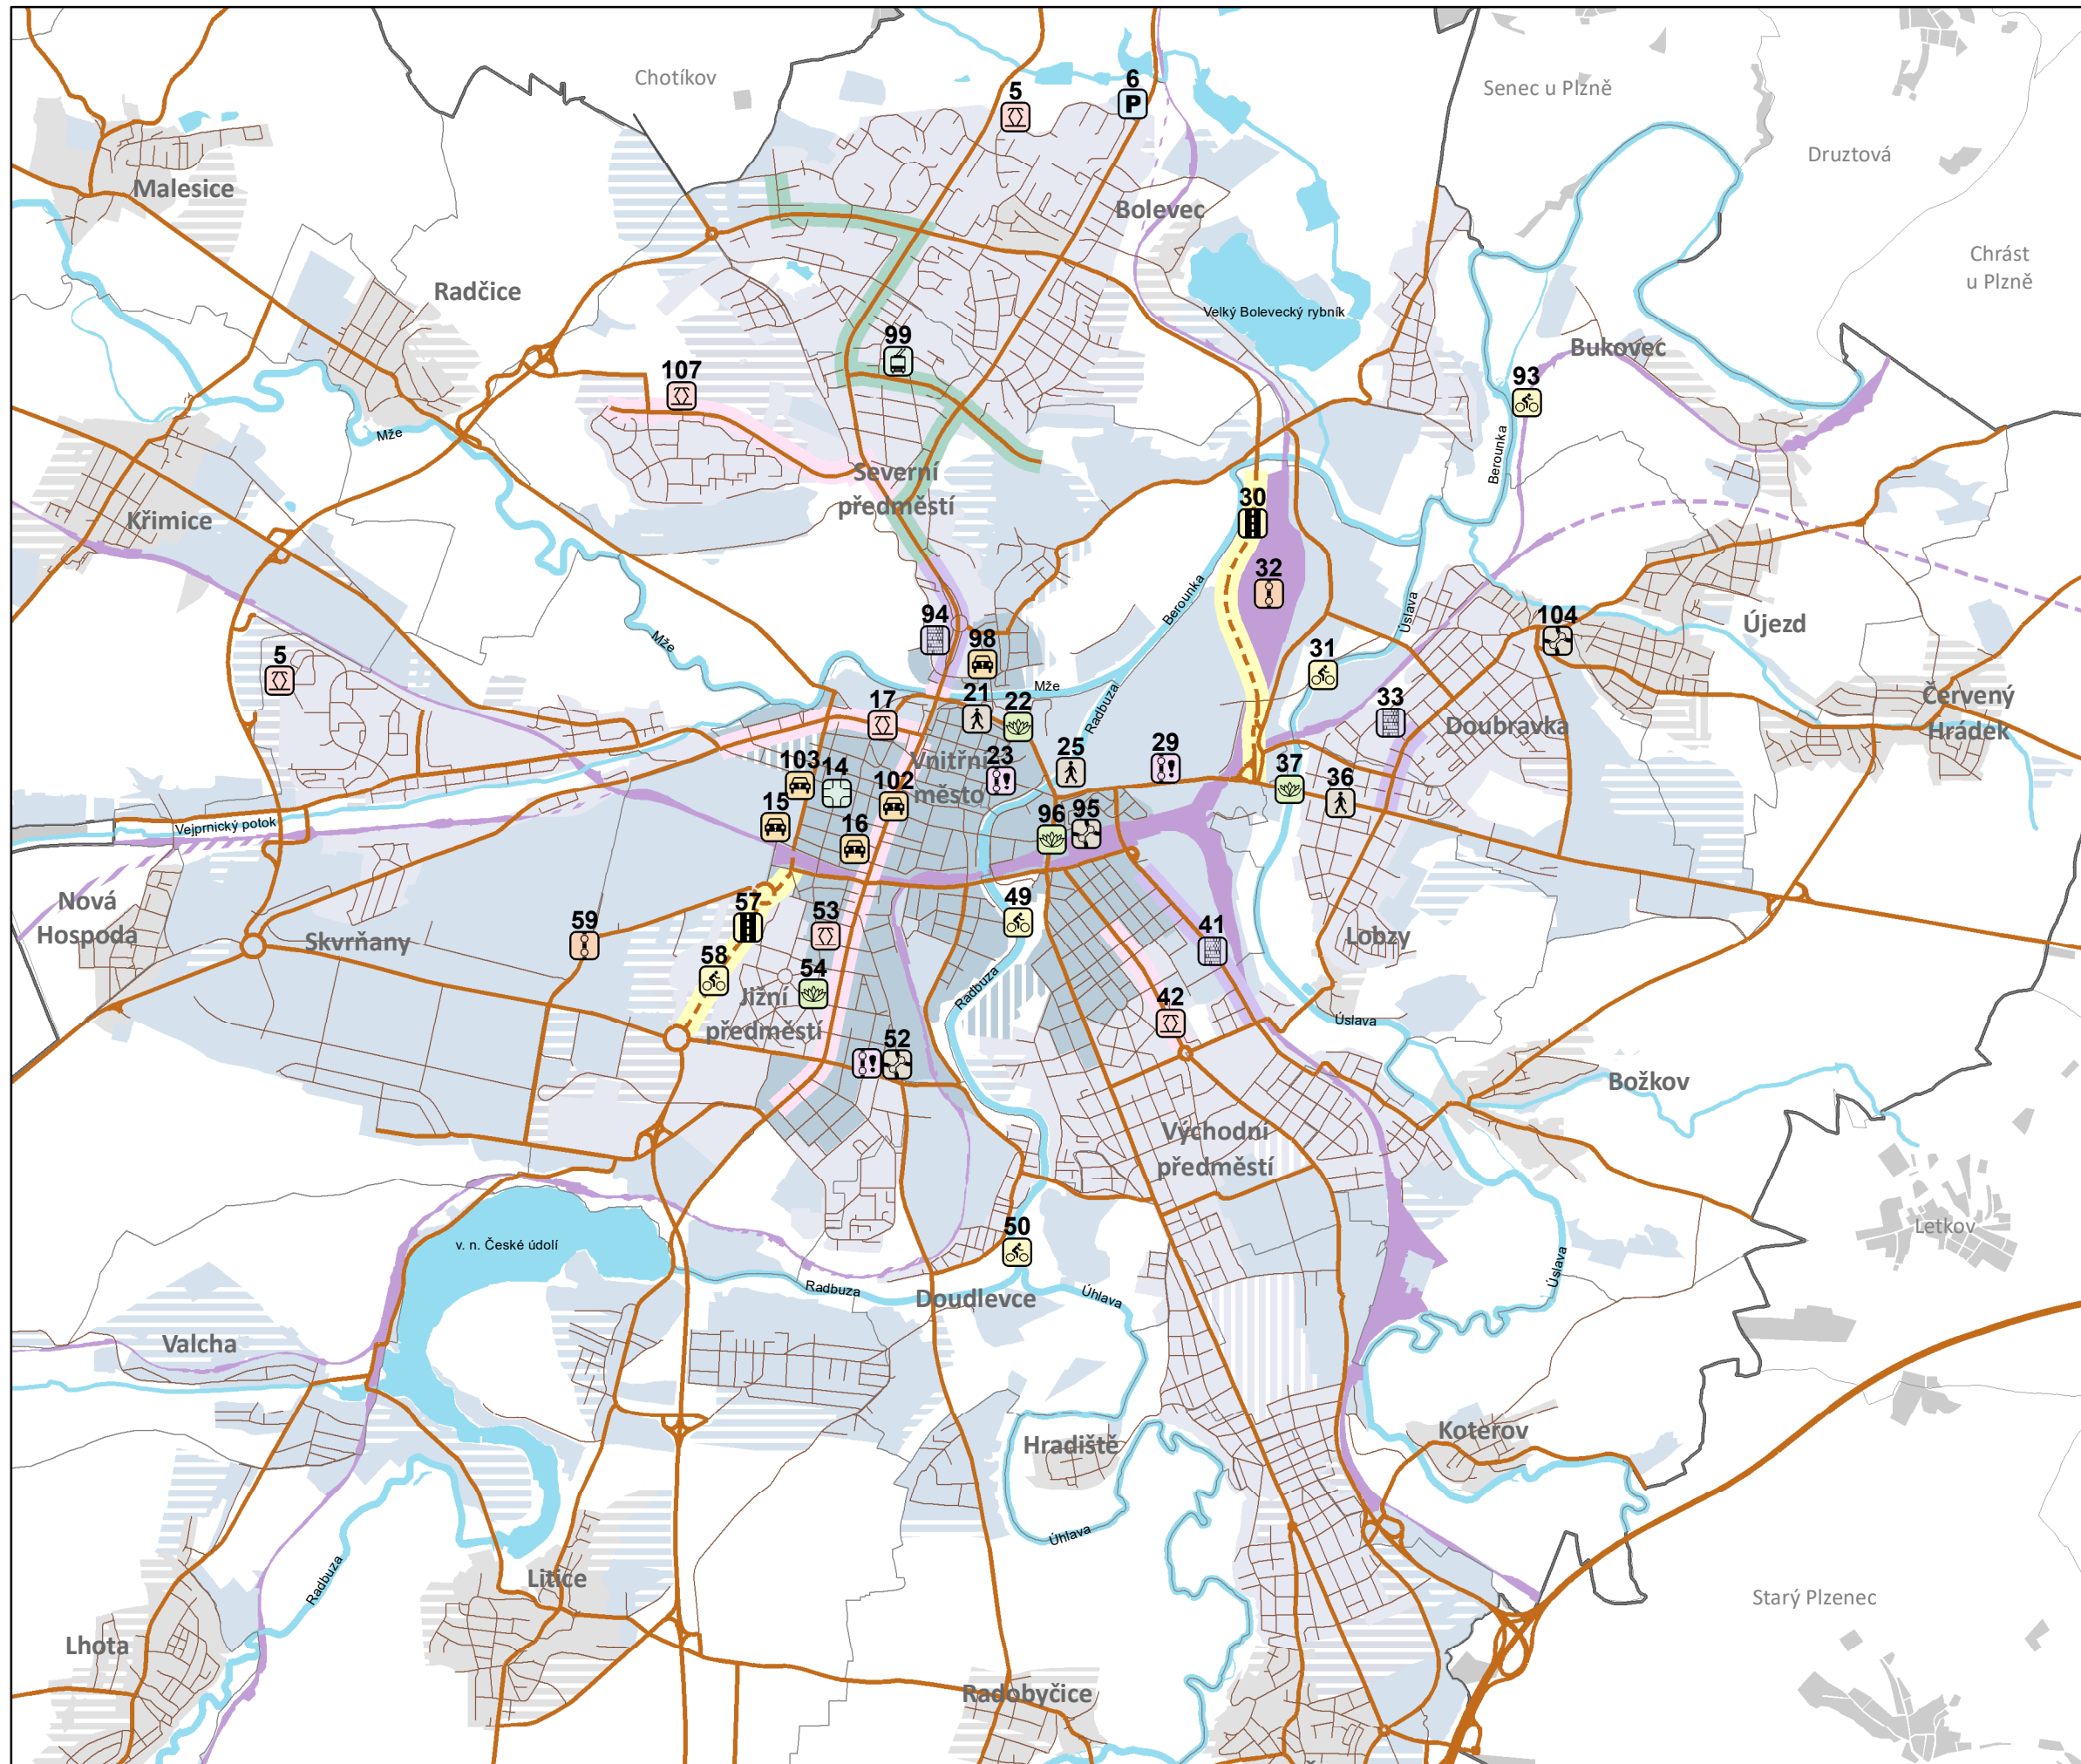 Chotíkov
5
6
P
Senec u Plzně
Druztová
Malesice
Bolevec
Chrást
u Plzně
Radčice
Velký Bolevecký rybník
Bukovec
99
107
93
Mže
Berounka
Severní
předměstí
Křimice
30
32
Berounka
Úslava
94
98
104
Újezd
Mže
5
31
Mže
Radbuza
17
21
22
33
Doubravka
Červený
Hrádek
103
14
102
Vnitřní
město
23
25
29
37
36
15
16
96
95
Vejprnický potok
Nová
Hospoda
Skvrňany
59
57
53
49
41
Lobzy
58
54
Jižní
předměstí
Radbuza
42
Úslava
52
Božkov
Východní
předměstí
50
Letkov
v. n. České údolí
Radbuza
Doudlevce
Úhlava
Úslava
Valcha
Hradiště
Koterov
Úhlava
Radbuza
Litice
Starý Plzenec
Lhota
Radobyčice